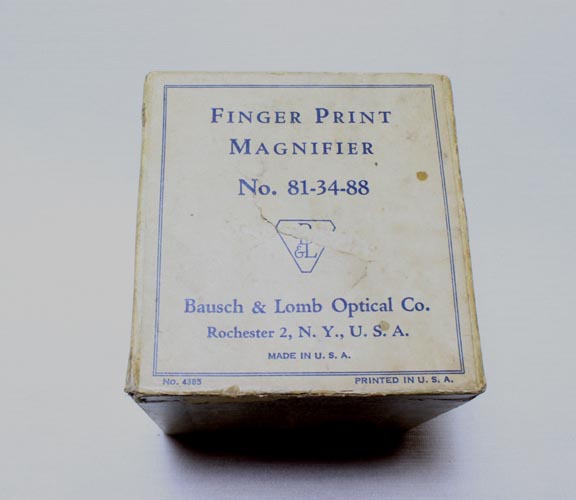 FINGER PRINT
MAGNIFIER
No. 81-34-88
&L
Bausch & Lomb Optical Co.
Rochester 2, N. Y., U. S. A.
MADE IN U. S. A.
No. 4385
PRINTED IN U. S. A.